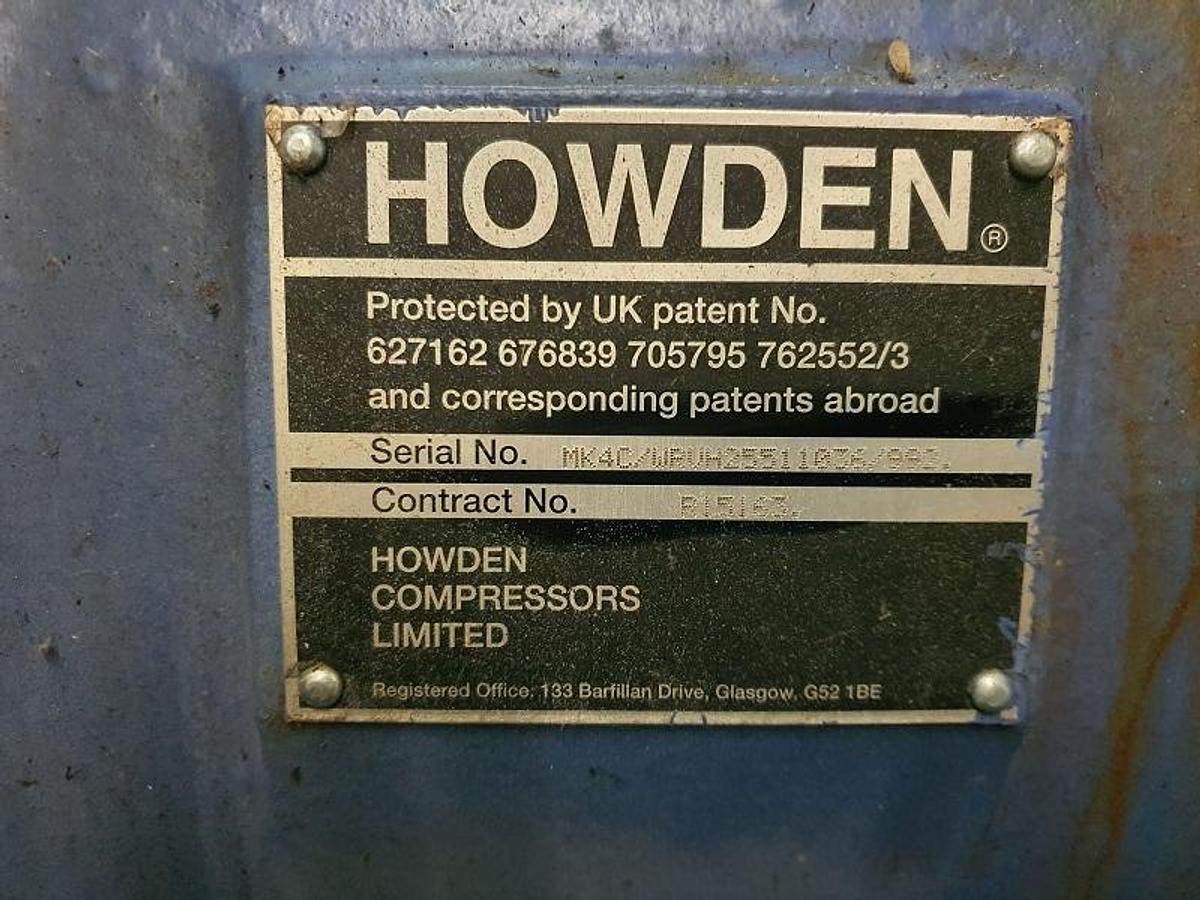 HOWDEN®
Protected by UK patent No.
627162 676839 705795 762552/3
and corresponding patents abroad
Serial No.
Contract No. R15163.
HOWDEN
COMPRESSORS
LIMITED
Registered Office: 133 Barfillan Drive, Glasgow, G52 1BE